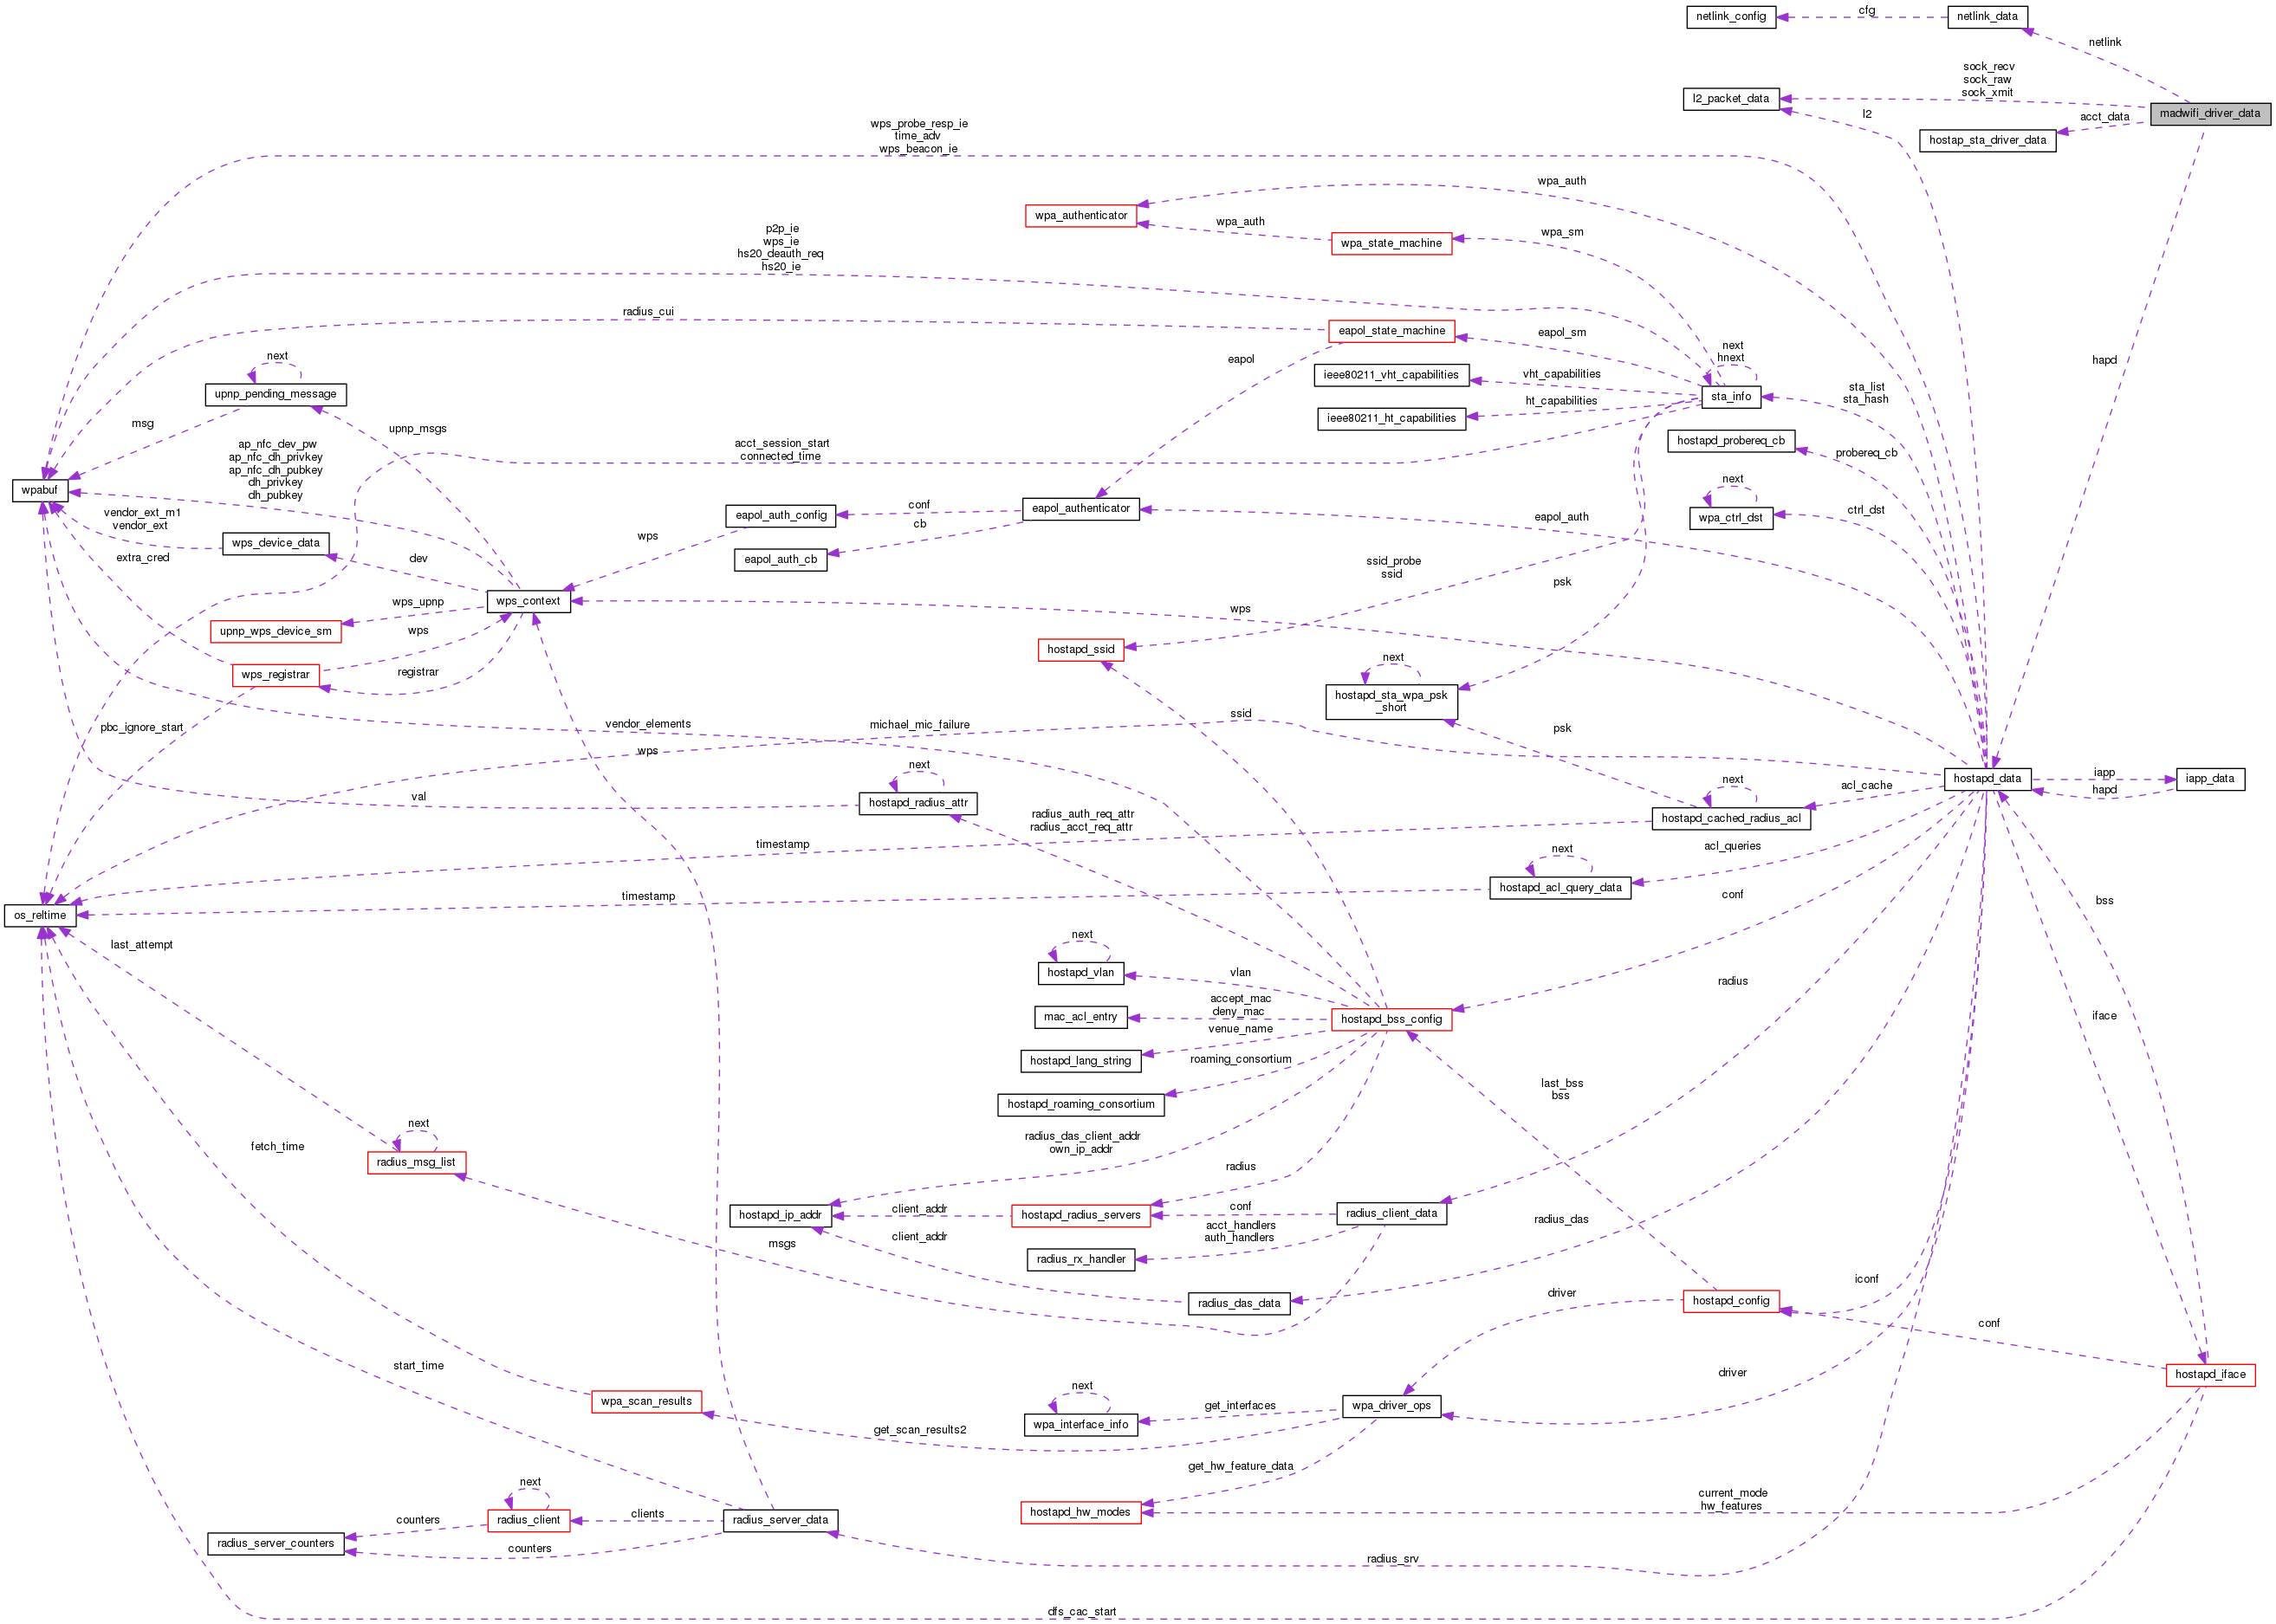 netlink_config
cfg
netlink_data
netlink
sock_recv
sock_raw
sock_xmit
l2_packet_data
l2
madwifi_driver_data
acct_data
hostap_sta_driver_data
wps_probe_resp_ie
time_adv
wps_beacon_ie
wpa_auth
wpa_authenticator
wpa_auth
wpa_state_machine
wpa_sm
p2p_ie
wps_ie
hs20_deauth_req
hs20_ie
radius_cui
eapol_state_machine
eapol_sm
next
hnext
hapd
next
upnp_pending_message
eapol
ieee80211_vht_capabilities
vht_capabilities
sta_info
sta_list
sta_hash
ieee80211_ht_capabilities
ht_capabilities
msg
upnp_msgs
acct_session_start
connected_time
hostapd_probereq_cb
probereq_cb
ap_nfc_dev_pw
ap_nfc_dh_privkey
ap_nfc_dh_pubkey
dh_privkey
dh_pubkey
wpabuf
next
wpa_ctrl_dst
ctrl_dst
vendor_ext_m1
vendor_ext
wps_device_data
extra_cred
dev
wps
eapol_auth_config
conf
cb
eapol_authenticator
eapol_auth
eapol_auth_cb
ssid_probe
ssid
psk
wps_context
wps_upnp
wps
upnp_wps_device_sm
wps
hostapd_ssid
wps_registrar
registrar
next
hostapd_sta_wpa_psk
_short
pbc_ignore_start
vendor_elements
michael_mic_failure
ssid
psk
wps
next
hostapd_radius_attr
val
radius_auth_req_attr
radius_acct_req_attr
next
hostapd_cached_radius_acl
acl_cache
hostapd_data
iapp
hapd
iapp_data
timestamp
acl_queries
next
hostapd_acl_query_data
timestamp
conf
bss
os_reltime
last_attempt
next
hostapd_vlan
vlan
radius
accept_mac
deny_mac
mac_acl_entry
hostapd_bss_config
iface
venue_name
hostapd_lang_string
roaming_consortium
hostapd_roaming_consortium
last_bss
bss
next
radius_msg_list
fetch_time
radius_das_client_addr
own_ip_addr
radius
hostapd_ip_addr
client_addr
hostapd_radius_servers
conf
radius_client_data
radius_das
client_addr
msgs
acct_handlers
auth_handlers
radius_rx_handler
radius_das_data
driver
hostapd_config
iconf
conf
start_time
hostapd_iface
driver
wpa_scan_results
next
wpa_interface_info
get_interfaces
wpa_driver_ops
get_scan_results2
get_hw_feature_data
next
radius_client
clients
radius_server_data
counters
radius_server_counters
counters
hostapd_hw_modes
current_mode
hw_features
radius_srv
dfs_cac_start